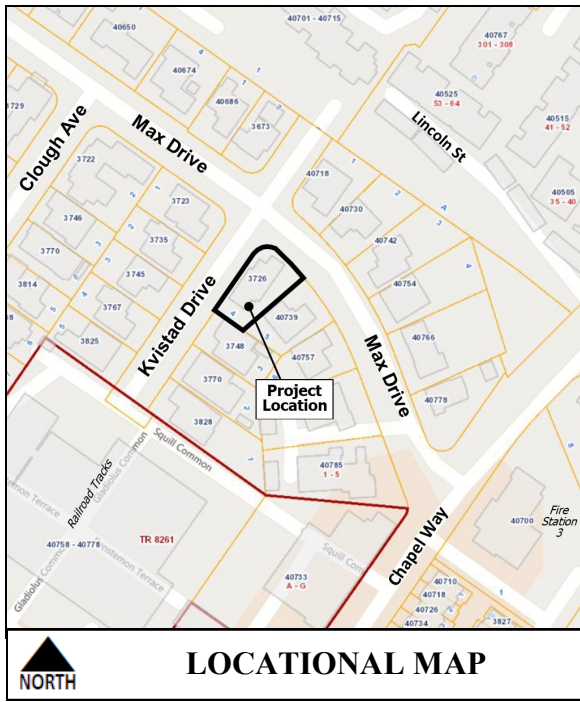 40701 - 40715
40650
40767
301 - 308
40674
40525
53 - 64
40686
3729
3673
40515
41 - 52
Clough Ave
Max Drive
Lincoln St
3722
40718
40505
35 - 40
3723
40730
3746
3735
40742
3770
3745
3726
40754
3814
3767
40739
Kvistad Drive
Max Drive
3825
3748
40757
40766
3770
Project
Location
40778
3828
Squill Common
40785
1 - 5
Railroad Tracks
Gladiolus Common
40700
Fire
Station
3
TR 8261
40758 - 40778
Penstemon Terrace
Squill Com
Chapel Way
Gladiolus Common
40733
A - G
40710
40718
40726
40734
3827
NORTH
LOCATIONAL MAP